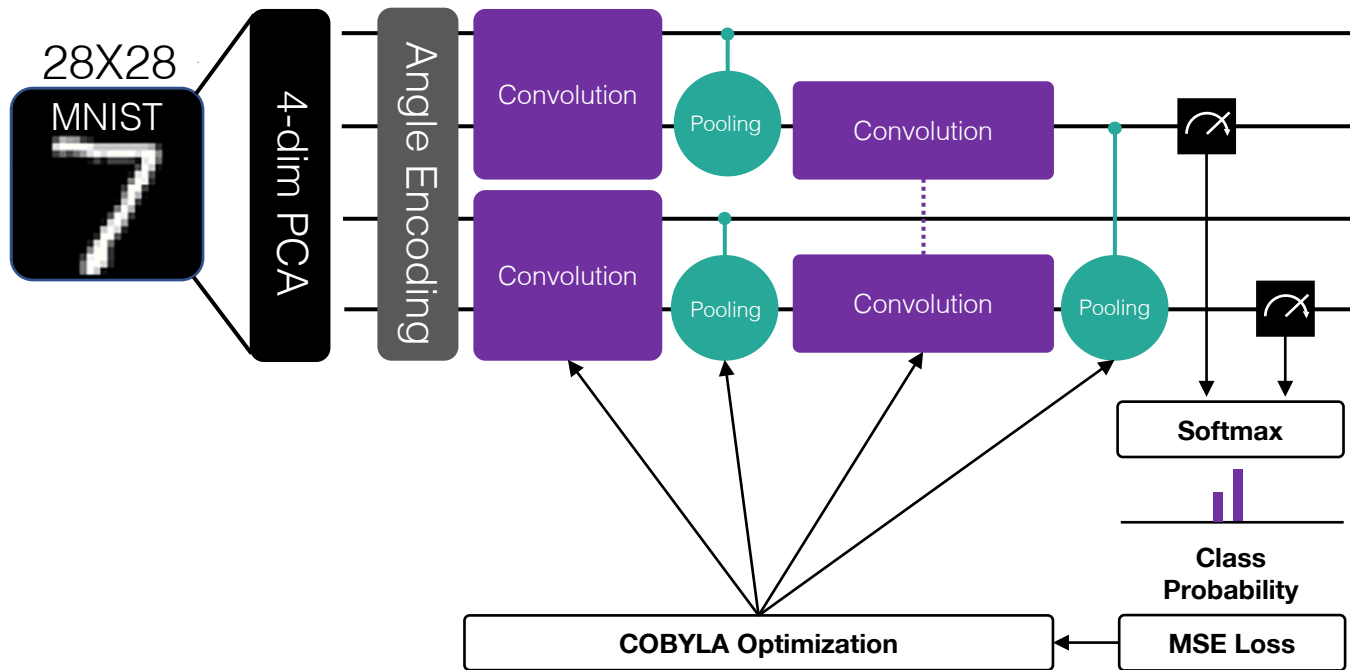 28X28
MNIST
4-dim PCA
Angle Encoding
Convolution
Pooling
Convolution
Convolution
Pooling
Convolution
Pooling
Softmax
Class
Probability
COBYLA Optimization
MSE Loss